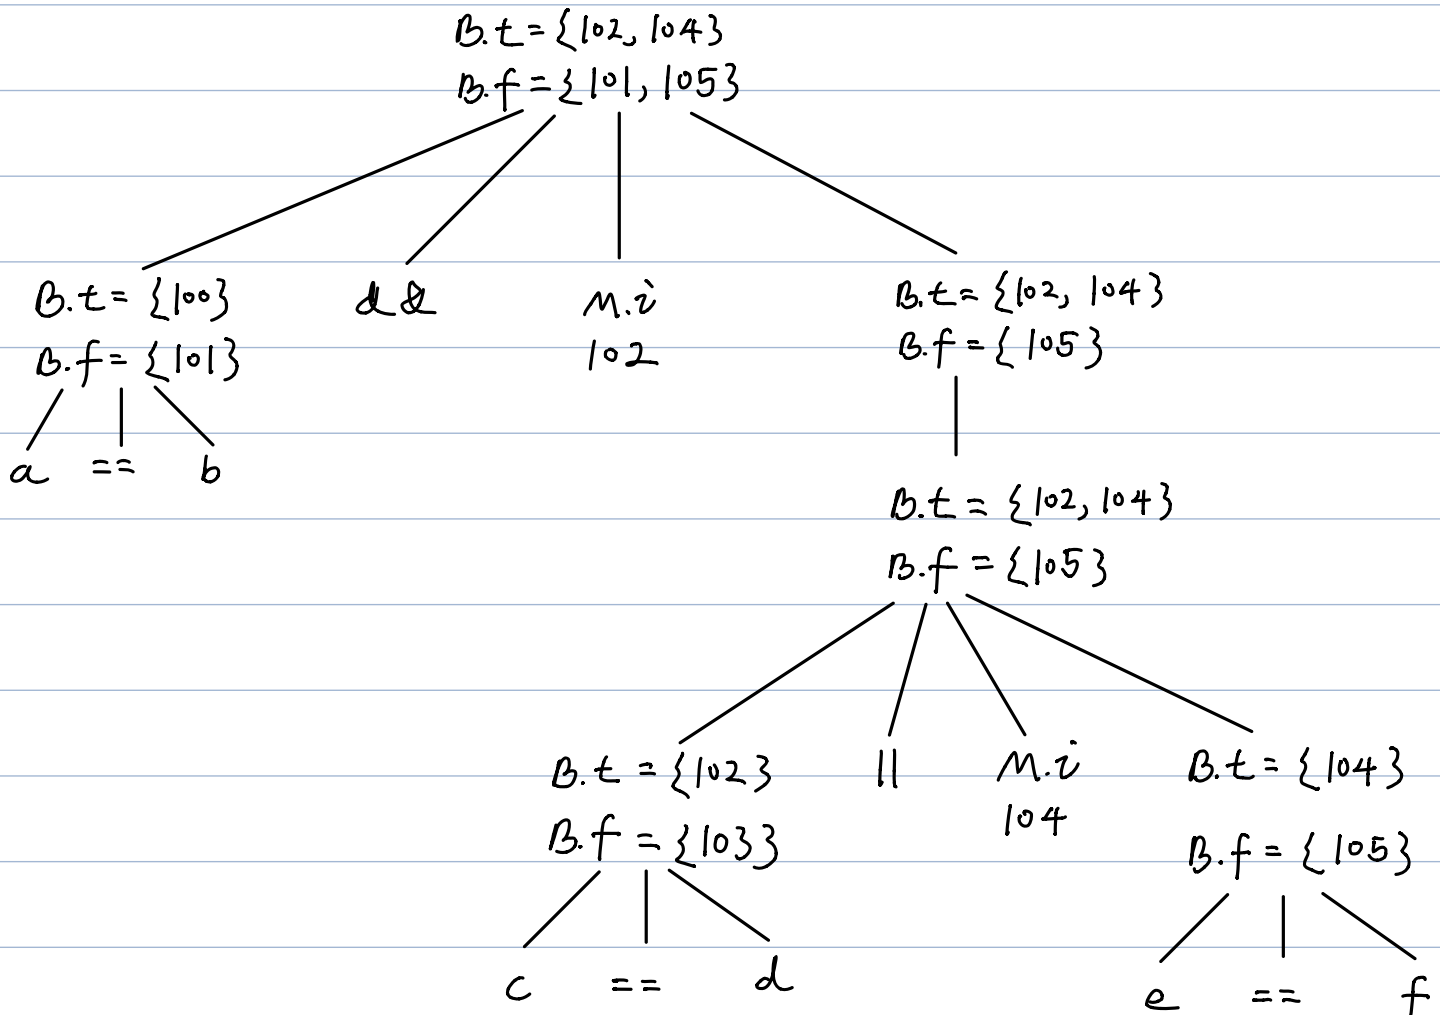 B.t = {102, 104}
B.f = {101, 105}
B.t = {100}
B.f = {101}
&&
M.i
102
B.t = {102, 104}
B.f = {105}
a == b
B.t = {102, 104}
B.f = {105}
B.t = {102}
B.f = {103}
||
M.i
104
B.t = {104}
B.f = {105}
c == d
e == f